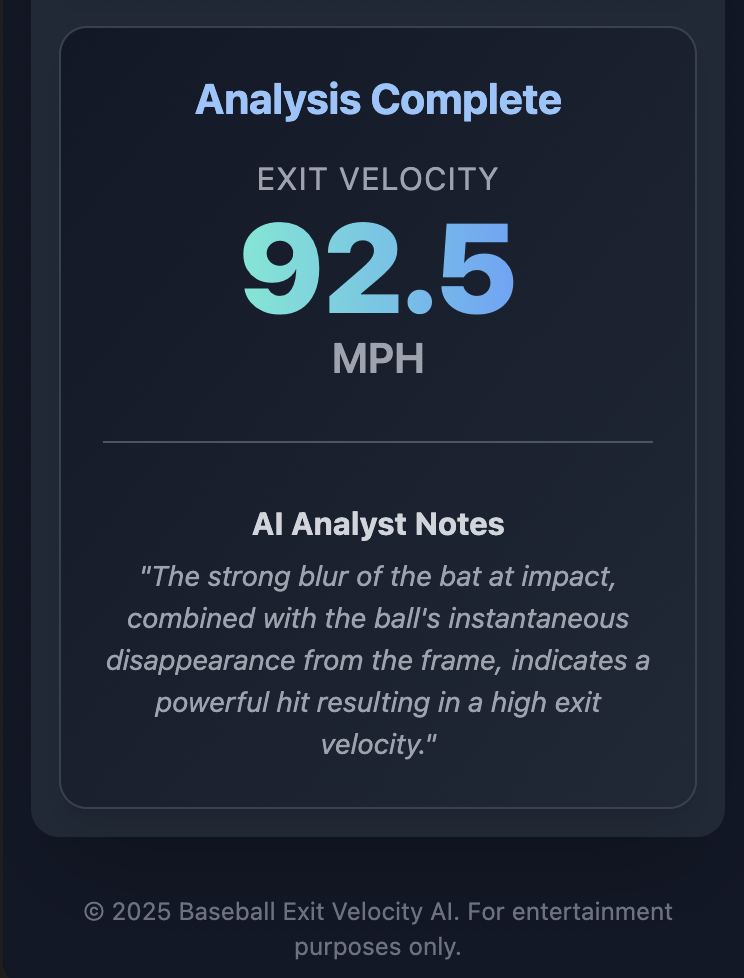 Analysis Complete
EXIT VELOCITY
92.5
MPH
AI Analyst Notes
"The strong blur of the bat at impact,
combined with the ball's instantaneous
disappearance from the frame, indicates a
powerful hit resulting in a high exit
velocity."
© 2025 Baseball Exit Velocity AI. For entertainment
purposes only.